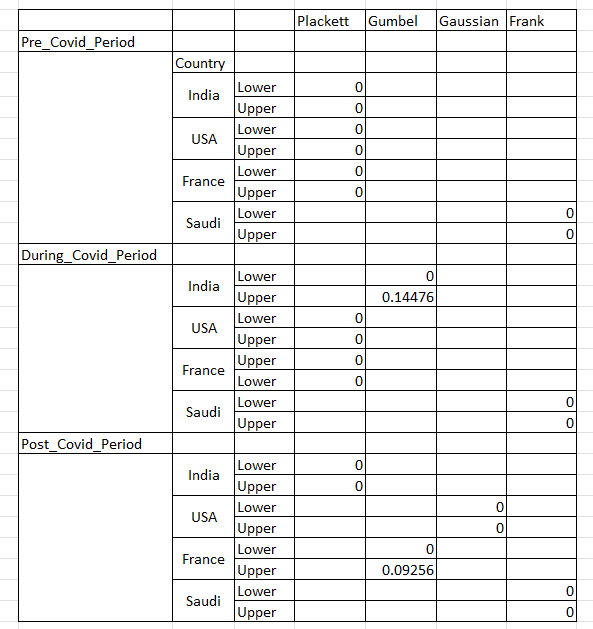 Plackett Gumbel Gaussian Frank
Pre_Covid_Period
Country
India Lower 0
Upper 0
USA Lower 0
Upper 0
France Lower 0
Upper 0
Saudi Lower 0
Upper 0
During_Covid_Period
India Lower 0
Upper 0.14476
USA Lower 0
Upper 0
France Upper 0
Lower 0
Saudi Lower 0
Upper 0
Post_Covid_Period
India Lower 0
Upper 0
USA Lower 0
Upper 0
France Lower 0
Upper 0.09256
Saudi Lower 0
Upper 0